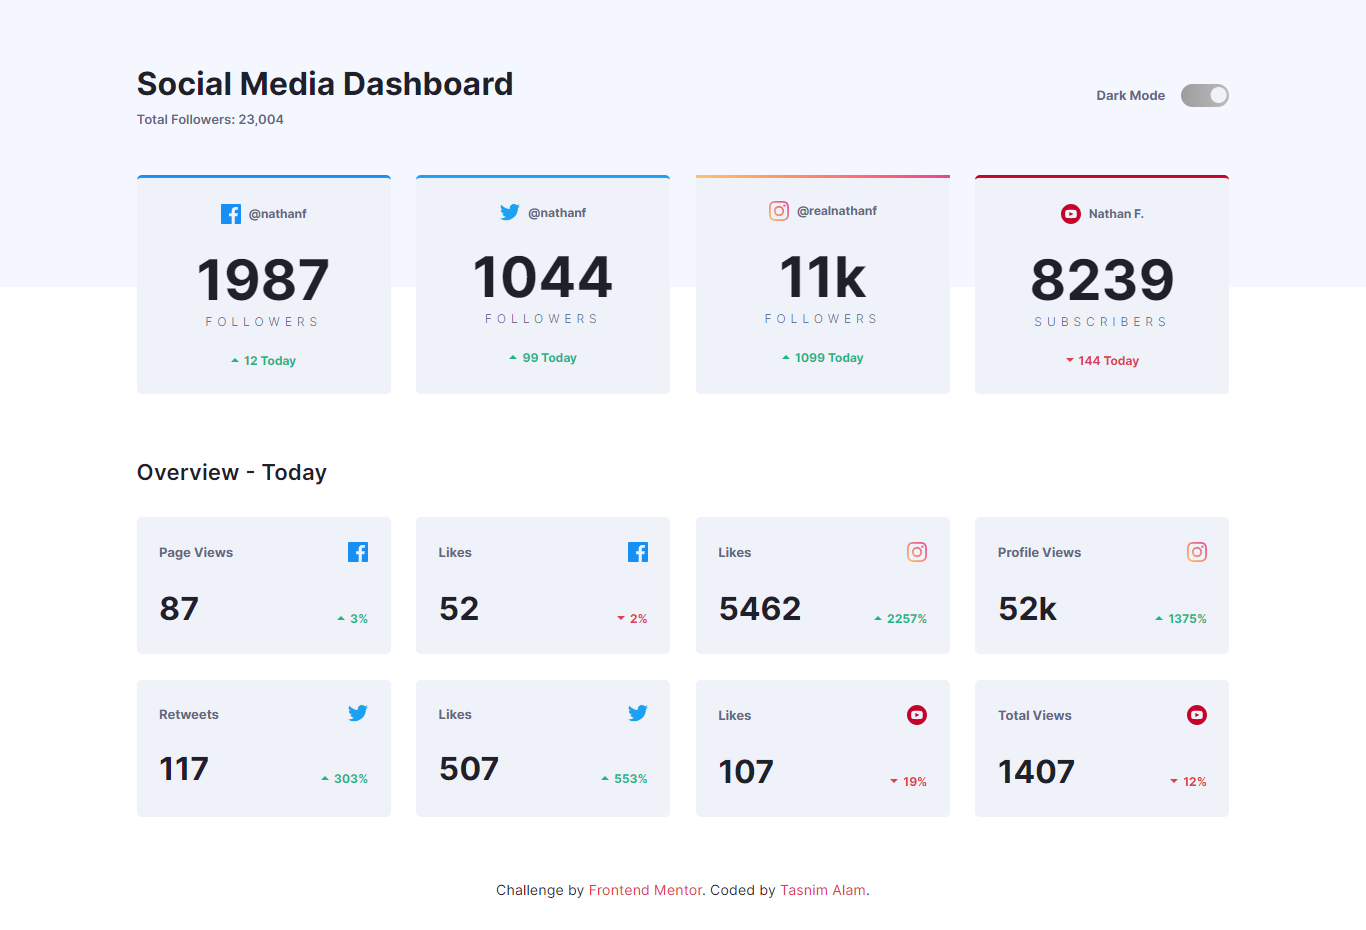 Social Media Dashboard
Total Followers: 23,004
Dark Mode
@nathanf
1987
FOLLOWERS
12 Today
@nathanf
1044
FOLLOWERS
99 Today
@realnathanf
11k
FOLLOWERS
1099 Today
Nathan F.
8239
SUBSCRIBERS
144 Today
Overview - Today
Page Views
87
3%
Likes
52
2%
Likes
5462
2257%
Profile Views
52k
1375%
Retweets
117
303%
Likes
507
553%
Likes
107
19%
Total Views
1407
12%
Challenge by Frontend Mentor. Coded by Tasnim Alam.